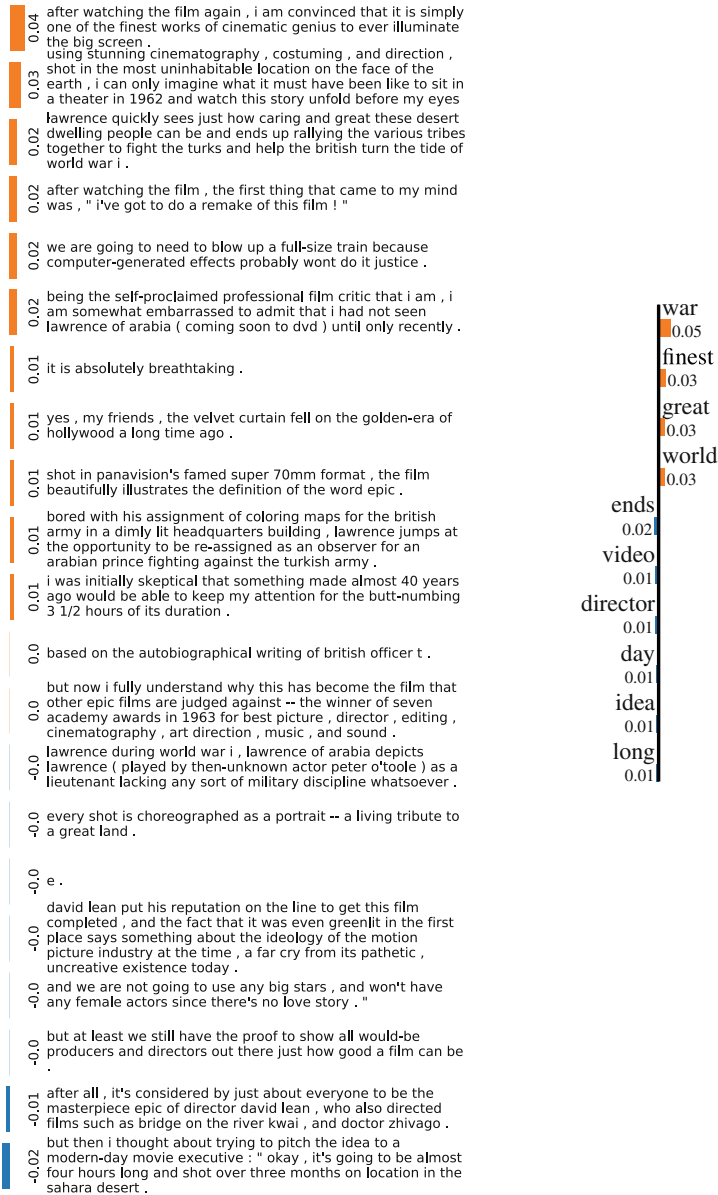 0.04
after watching the film again , i am convinced that it is simply
one of the finest works of cinematic genius to ever illuminate
the big screen .
0.03
using stunning cinematography , costuming , and direction ,
shot in the most uninhabitable location on the face of the
earth , i can only imagine what it must have been like to sit in
a theater in 1962 and watch this story unfold before my eyes
0.02
lawrence quickly sees just how caring and great these desert
dwelling people can be and ends up rallying the various tribes
together to fight the turks and help the british turn the tide of
world war i .
0.02
after watching the film , the first thing that came to my mind
was , " i've got to do a remake of this film ! "
0.02
we are going to need to blow up a full-size train because
computer-generated effects probably wont do it justice .
0.02
being the self-proclaimed professional film critic that i am , i
am somewhat embarrassed to admit that i had not seen
lawrence of arabia ( coming soon to dvd ) until only recently .
0.01
it is absolutely breathtaking .
0.01
yes , my friends , the velvet curtain fell on the golden-era of
hollywood a long time ago .
0.01
shot in panavision's famed super 70mm format , the film
beautifully illustrates the definition of the word epic .
0.01
bored with his assignment of coloring maps for the british
army in a dimly lit headquarters building , lawrence jumps at
the opportunity to be re-assigned as an observer for an
arabian prince fighting against the turkish army .
0.01
i was initially skeptical that something made almost 40 years
ago would be able to keep my attention for the butt-numbing
3 1/2 hours of its duration .
0.0
based on the autobiographical writing of british officer t .
0.0
but now i fully understand why this has become the film that
other epic films are judged against -- the winner of seven
academy awards in 1963 for best picture , director , editing ,
cinematography , art direction , music , and sound .
-0.0
lawrence during world war i , lawrence of arabia depicts
lawrence ( played by then-unknown actor peter o'toole ) as a
lieutenant lacking any sort of military discipline whatsoever .
-0.0
every shot is choreographed as a portrait -- a living tribute to
a great land .
-0.0
e .
-0.0
david lean put his reputation on the line to get this film
completed , and the fact that it was even greenlit in the first
place says something about the ideology of the motion
picture industry at the time , a far cry from its pathetic ,
uncreative existence today .
-0.0
and we are not going to use any big stars , and won't have
any female actors since there's no love story . "
-0.0
but at least we still have the proof to show all would-be
producers and directors out there just how good a film can be
.
-0.01
after all , it's considered by just about everyone to be the
masterpiece epic of director david lean , who also directed
films such as bridge on the river kwai , and doctor zhivago .
-0.02
but then i thought about trying to pitch the idea to a
modern-day movie executive : " okay , it's going to be almost
four hours long and shot over three months on location in the
sahara desert .
war
0.05
finest
0.03
great
0.03
world
0.03
ends
0.02
video
0.01
director
0.01
day
0.01
idea
0.01
long
0.01